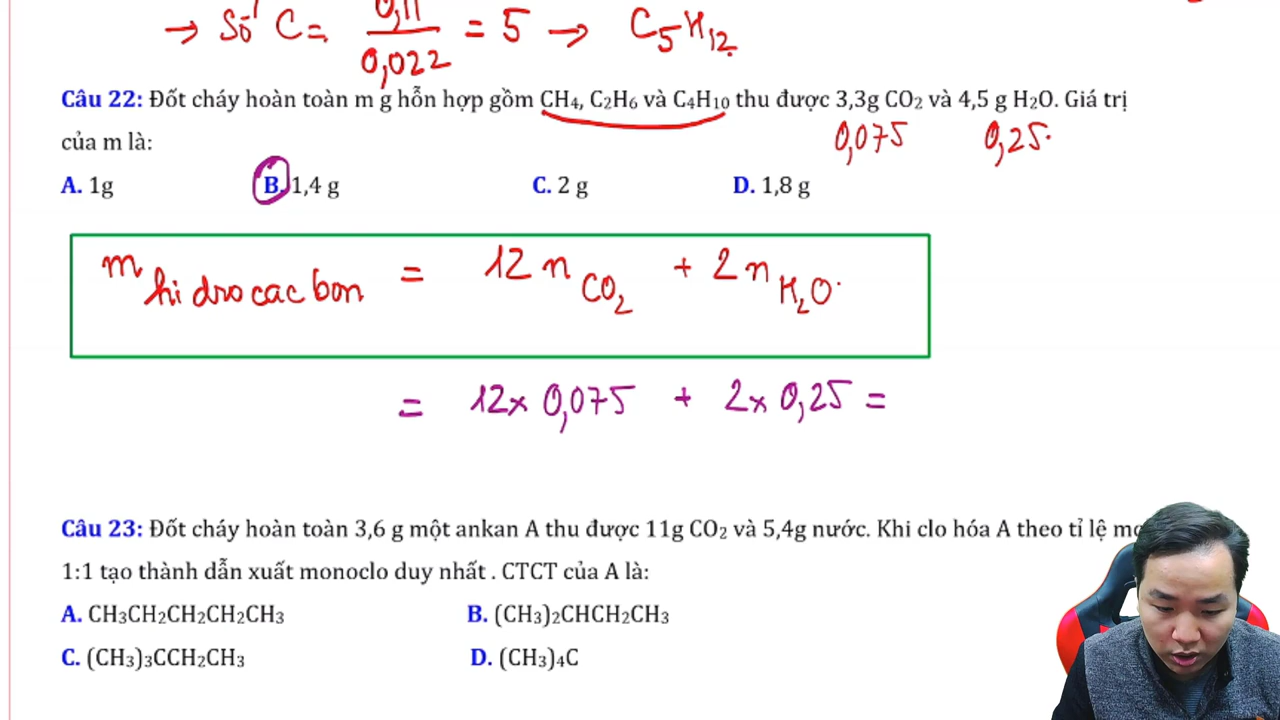 → Số C = 0,11 / 0,022 = 5 → C5H12
Câu 22: Đốt cháy hoàn toàn m g hỗn hợp gồm CH4, C2H6 và C4H10 thu được 3,3g CO2 và 4,5 g H2O. Giá trị
0,075 0,25
của m là:
A. 1g B. 1,4 g C. 2 g D. 1,8 g
m hidrocacbon = 12 n CO2 + 2 n H2O
= 12 x 0,075 + 2 x 0,25 =
Câu 23: Đốt cháy hoàn toàn 3,6 g một ankan A thu được 11g CO2 và 5,4g nước. Khi clo hóa A theo tỉ lệ
1:1 tạo thành dẫn xuất monoclo duy nhất . CTCT của A là:
A. CH3CH2CH2CH2CH3 B. (CH3)2CHCH2CH3
C. (CH3)3CCH2CH3 D. (CH3)4C